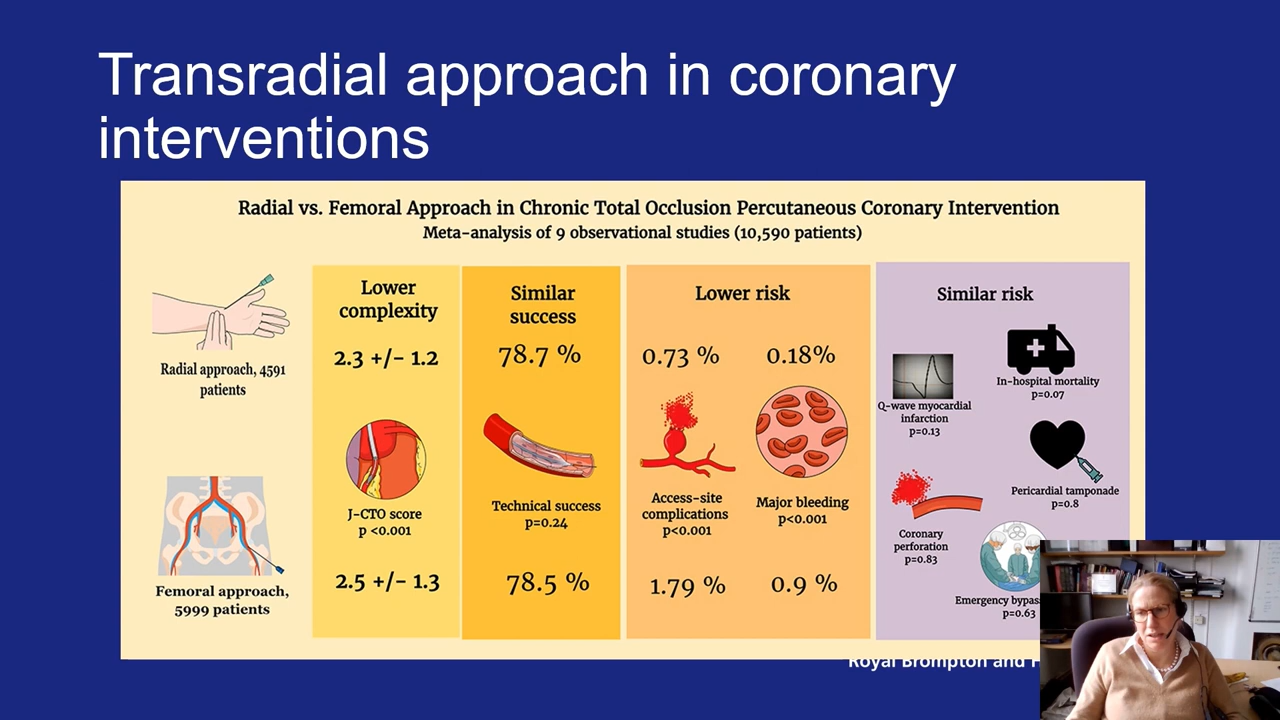 Transradial approach in coronary
interventions
Radial vs. Femoral Approach in Chronic Total Occlusion Percutaneous Coronary Intervention
Meta-analysis of 9 observational studies (10,590 patients)
Radial approach, 4591
patients
Femoral approach,
5999 patients
Lower
complexity
2.3 +/- 1.2
J-CTO score
p <0.001
2.5 +/- 1.3
Similar
success
78.7 %
Technical success
p=0.24
78.5 %
Lower risk
0.73 % 0.18%
Access-site
complications
p<0.001
Major bleeding
p<0.001
1.79 % 0.9 %
Similar risk
In-hospital mortality
p=0.07
Q-wave myocardial
infarction
p=0.13
Pericardial tamponade
p=0.8
Coronary
perforation
p=0.83
Emergency
p=0.63
Royal Brompton and